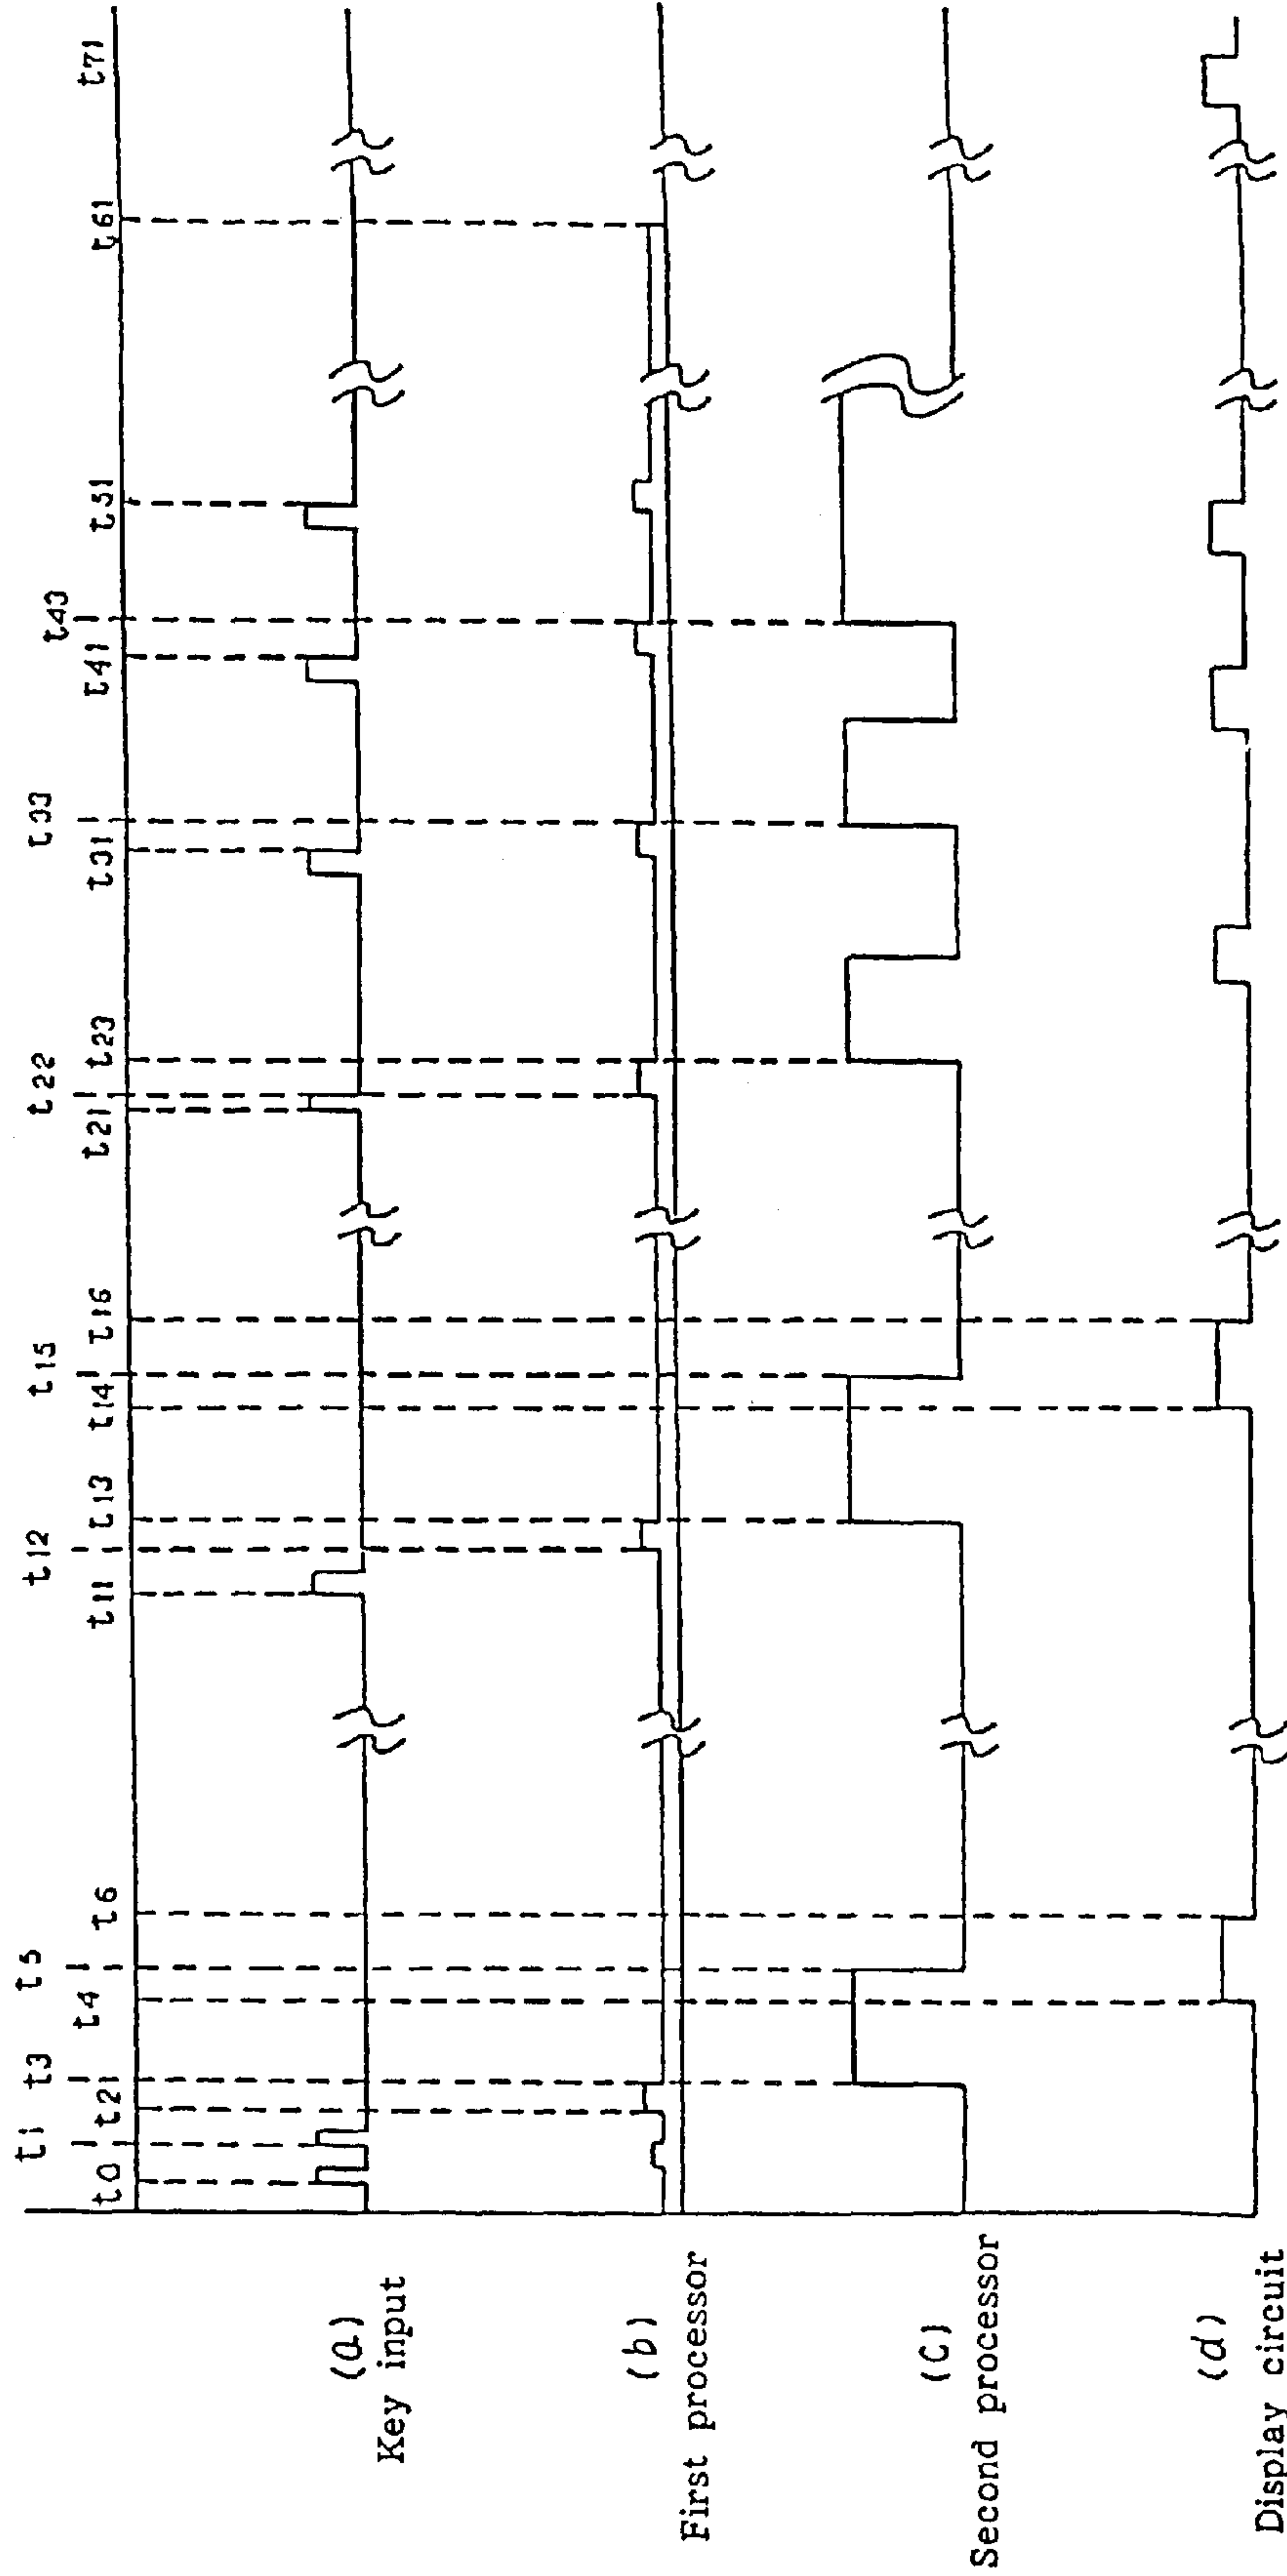 t1 t3 t5 t12 t15 t22 t33 t43
t0 t2 t4 t6 t11 t13 t14 t16 t21 t23 t31 t41 t51 t61 t71
(a)
Key input
(b)
First processor
(C)
Second processor
(d)
Display circuit